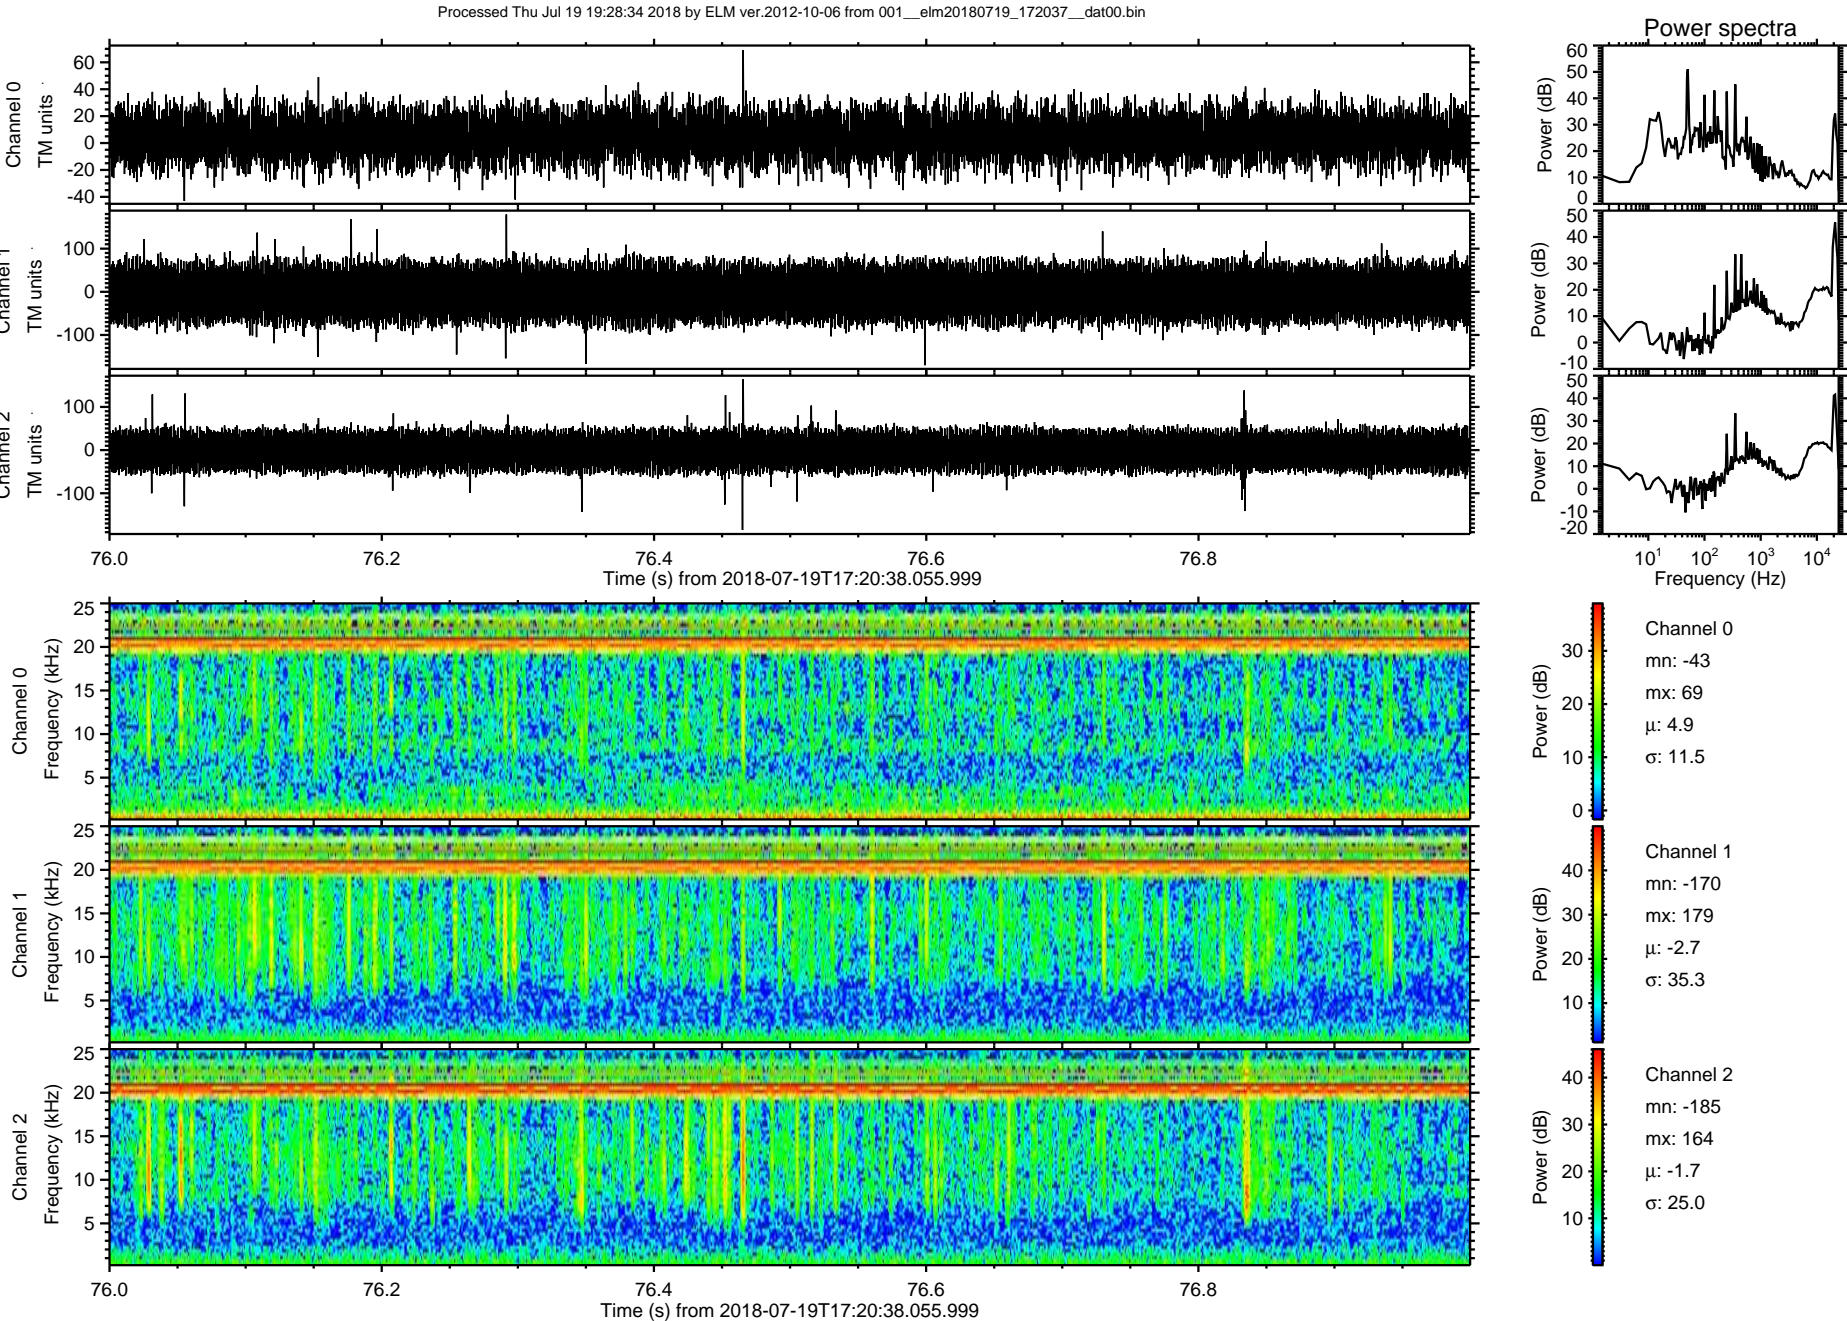 Processed Thu Jul 19 19:28:34 2018 by ELM ver.2012-10-06 from 001__elm20180719_172037__dat00.bin
Power spectra
Channel 0
TM units
60
40
20
0
-20
-40
Power (dB)
60
50
40
30
20
10
0
Channel 1
TM units
100
0
-100
Power (dB)
50
40
30
20
10
0
-10
Channel 2
TM units
100
0
-100
Power (dB)
50
40
30
20
10
0
-10
-20
76.0 76.2 76.4 76.6 76.8
Time (s) from 2018-07-19T17:20:38.055.999
10¹ 10² 10³ 10⁴
Frequency (Hz)
Channel 0
Frequency (kHz)
25
20
15
10
5
Power (dB)
30
20
10
0
Channel 0
mn: -43
mx: 69
μ: 4.9
σ: 11.5
Channel 1
Frequency (kHz)
25
20
15
10
5
Power (dB)
40
30
20
10
Channel 1
mn: -170
mx: 179
μ: -2.7
σ: 35.3
Channel 2
Frequency (kHz)
25
20
15
10
5
Power (dB)
40
30
20
10
Channel 2
mn: -185
mx: 164
μ: -1.7
σ: 25.0
76.0 76.2 76.4 76.6 76.8
Time (s) from 2018-07-19T17:20:38.055.999